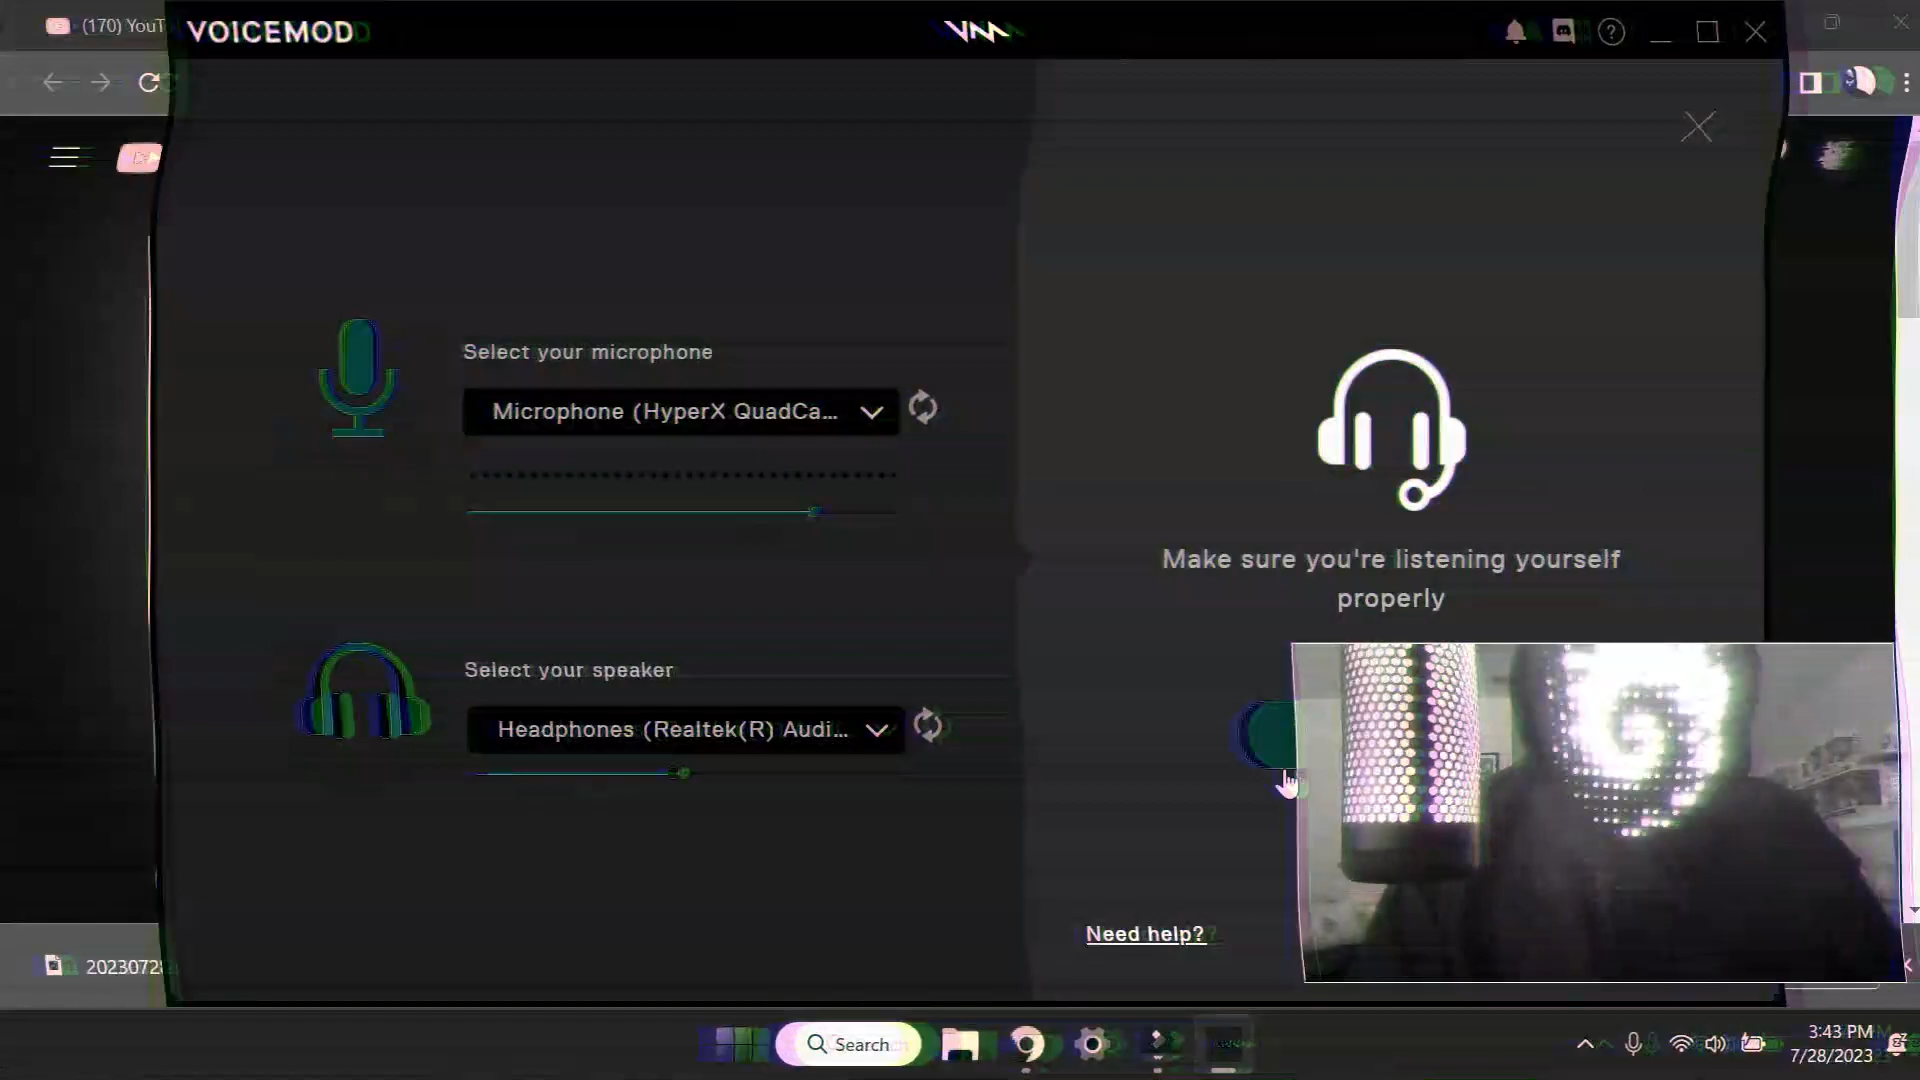 (170) YouT
VOICEMOD
Select your microphone
Microphone (HyperX QuadCa...
Make sure you're listening yourself
properly
Select your speaker
Headphones (Realtek(R) Audi...
Need help?
20230728
Search
3:43 PM
7/28/2023